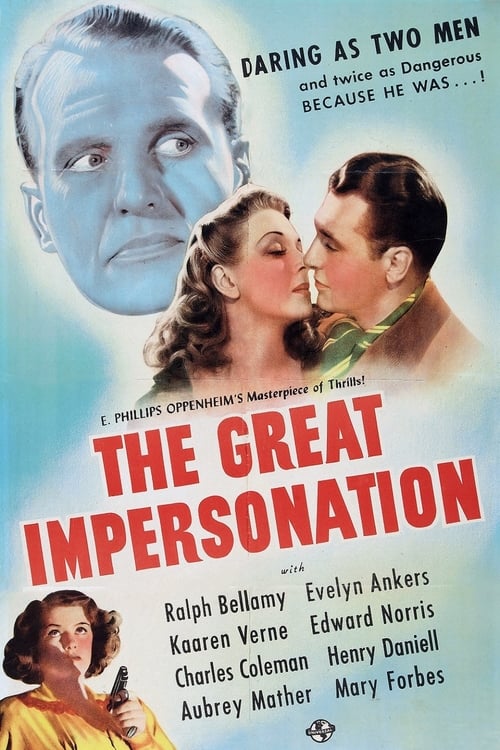 DARING AS TWO MEN
and twice as Dangerous
BECAUSE HE WAS...!
E. PHILLIPS OPPENHEIM'S Masterpiece of Thrills!
THE GREAT
IMPERSONATION
with
Ralph Bellamy Evelyn Ankers
Kaaren Verne Edward Norris
Charles Coleman Henry Daniell
Aubrey Mather Mary Forbes
UNIVERSAL